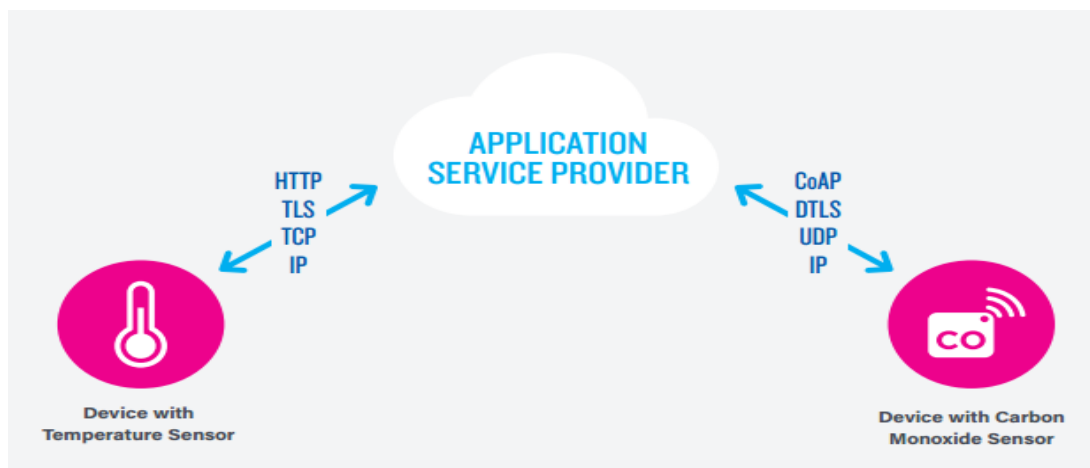 APPLICATION
SERVICE PROVIDER
HTTP
TLS
TCP
IP
CoAP
DTLS
UDP
IP
CO
Device with
Temperature Sensor
Device with Carbon
Monoxide Sensor